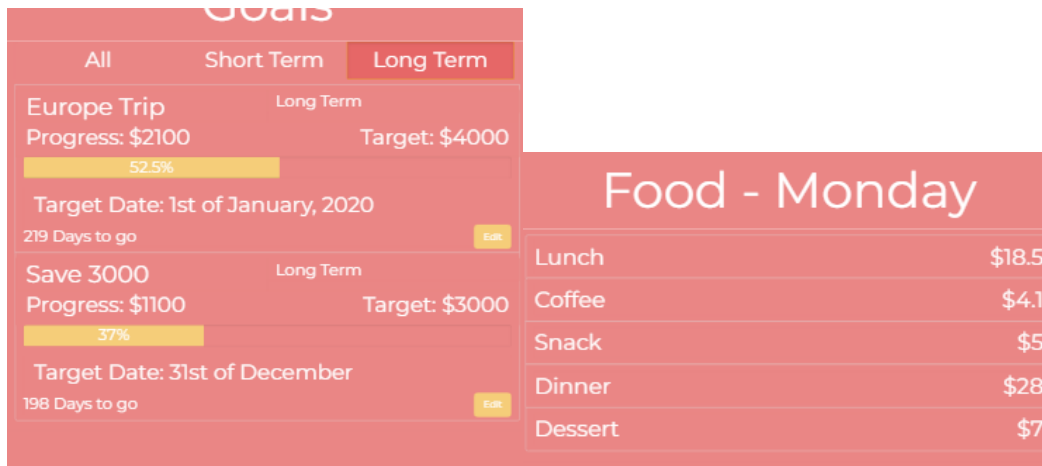 Goals
All Short Term Long Term
Europe Trip Long Term
Progress: $2100 Target: $4000
52.5%
Target Date: 1st of January, 2020
219 Days to go Edit
Save 3000 Long Term
Progress: $1100 Target: $3000
37%
Target Date: 31st of December
198 Days to go Edit
Food - Monday
Lunch $18.5
Coffee $4.1
Snack $5
Dinner $28
Dessert $7